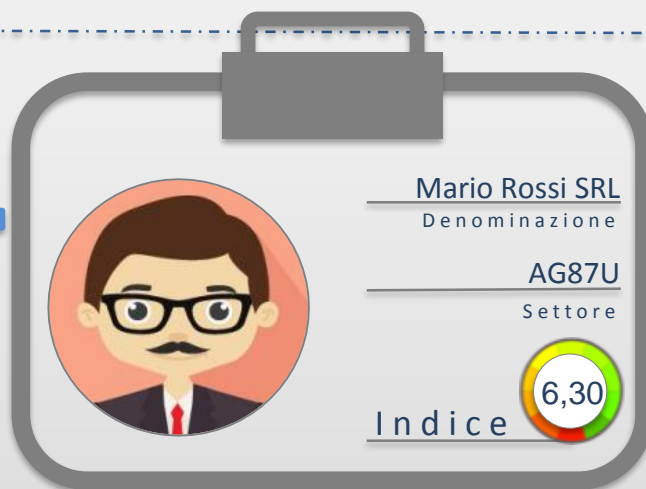 Mario Rossi SRL
Denominazione
AG87U
Settore
6,30
Indice